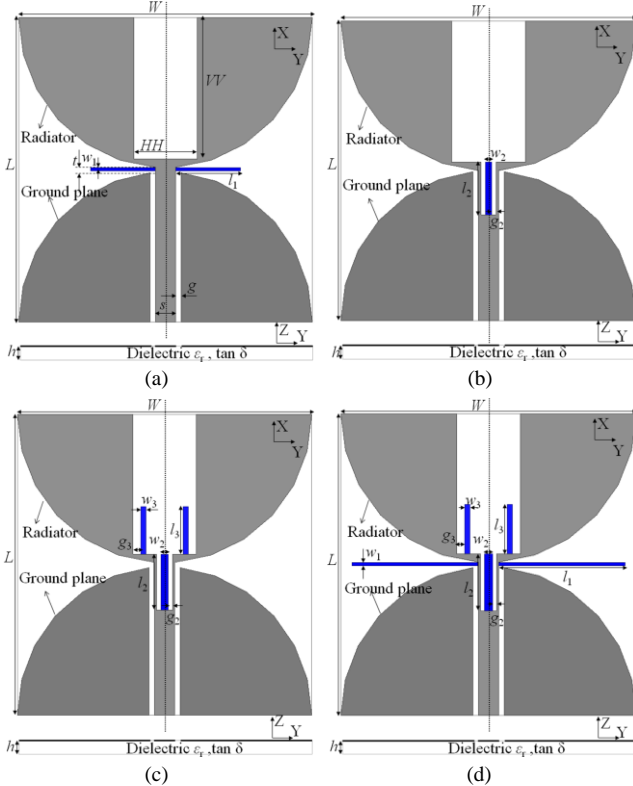 W
X
Y
VV
Radiator
HH
t
w1
L
l1
Ground plane
g
s
Z
Y
h
Dielectric εr , tan δ
(a)
W
X
Y
Radiator
w2
L
l2
Ground plane
g2
Z
Y
h
Dielectric εr , tan δ
(b)
W
X
Y
w3
Radiator
l3
g3
w2
L
l2
Ground plane
g2
Z
Y
h
Dielectric εr ,tan δ
(c)
W
X
Y
w3
Radiator
l3
g3
w2
w1
L
l2
l1
Ground plane
g2
Z
Y
h
Dielectric εr ,tan δ
(d)